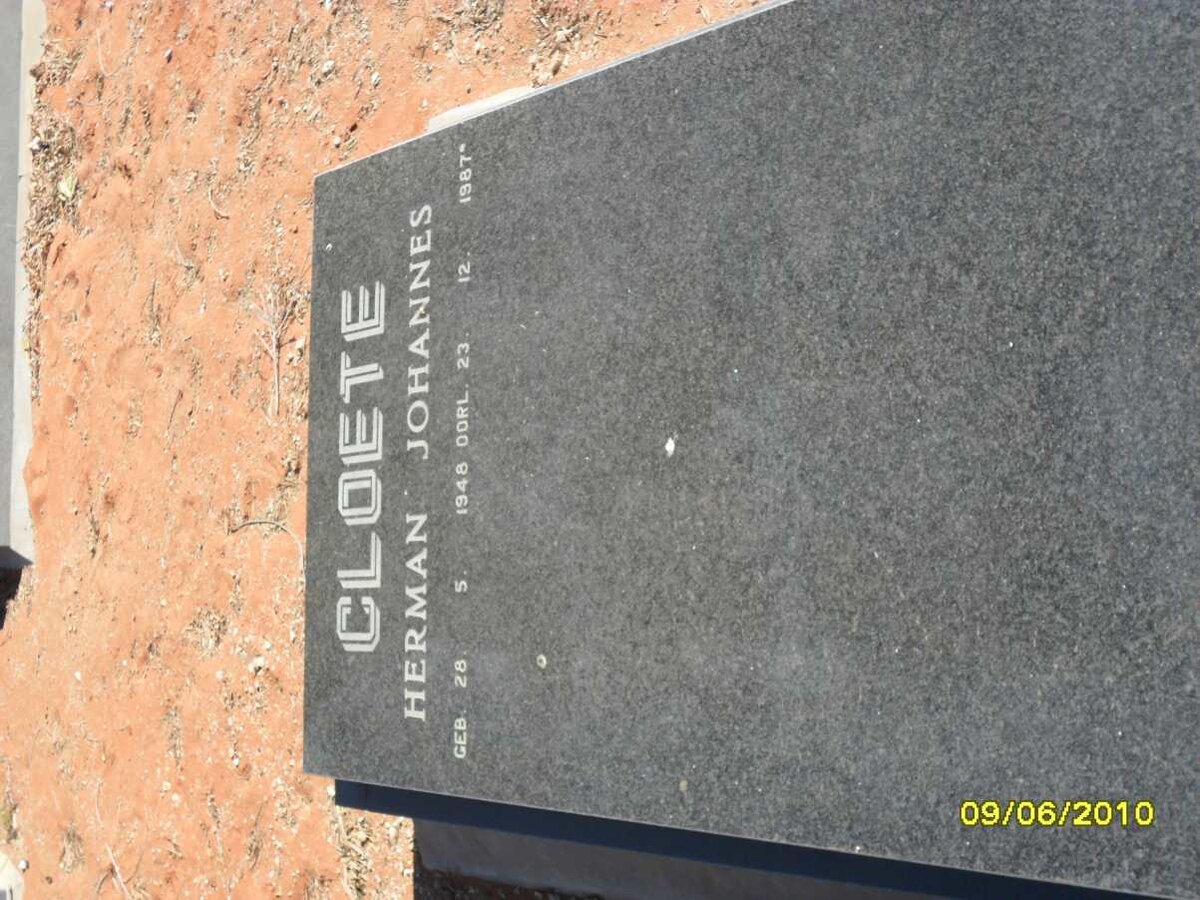 CLOETE
HERMAN JOHANNES
GEB. 28. 5. 1948 OORL. 23. 12. 1987*
09/06/2010